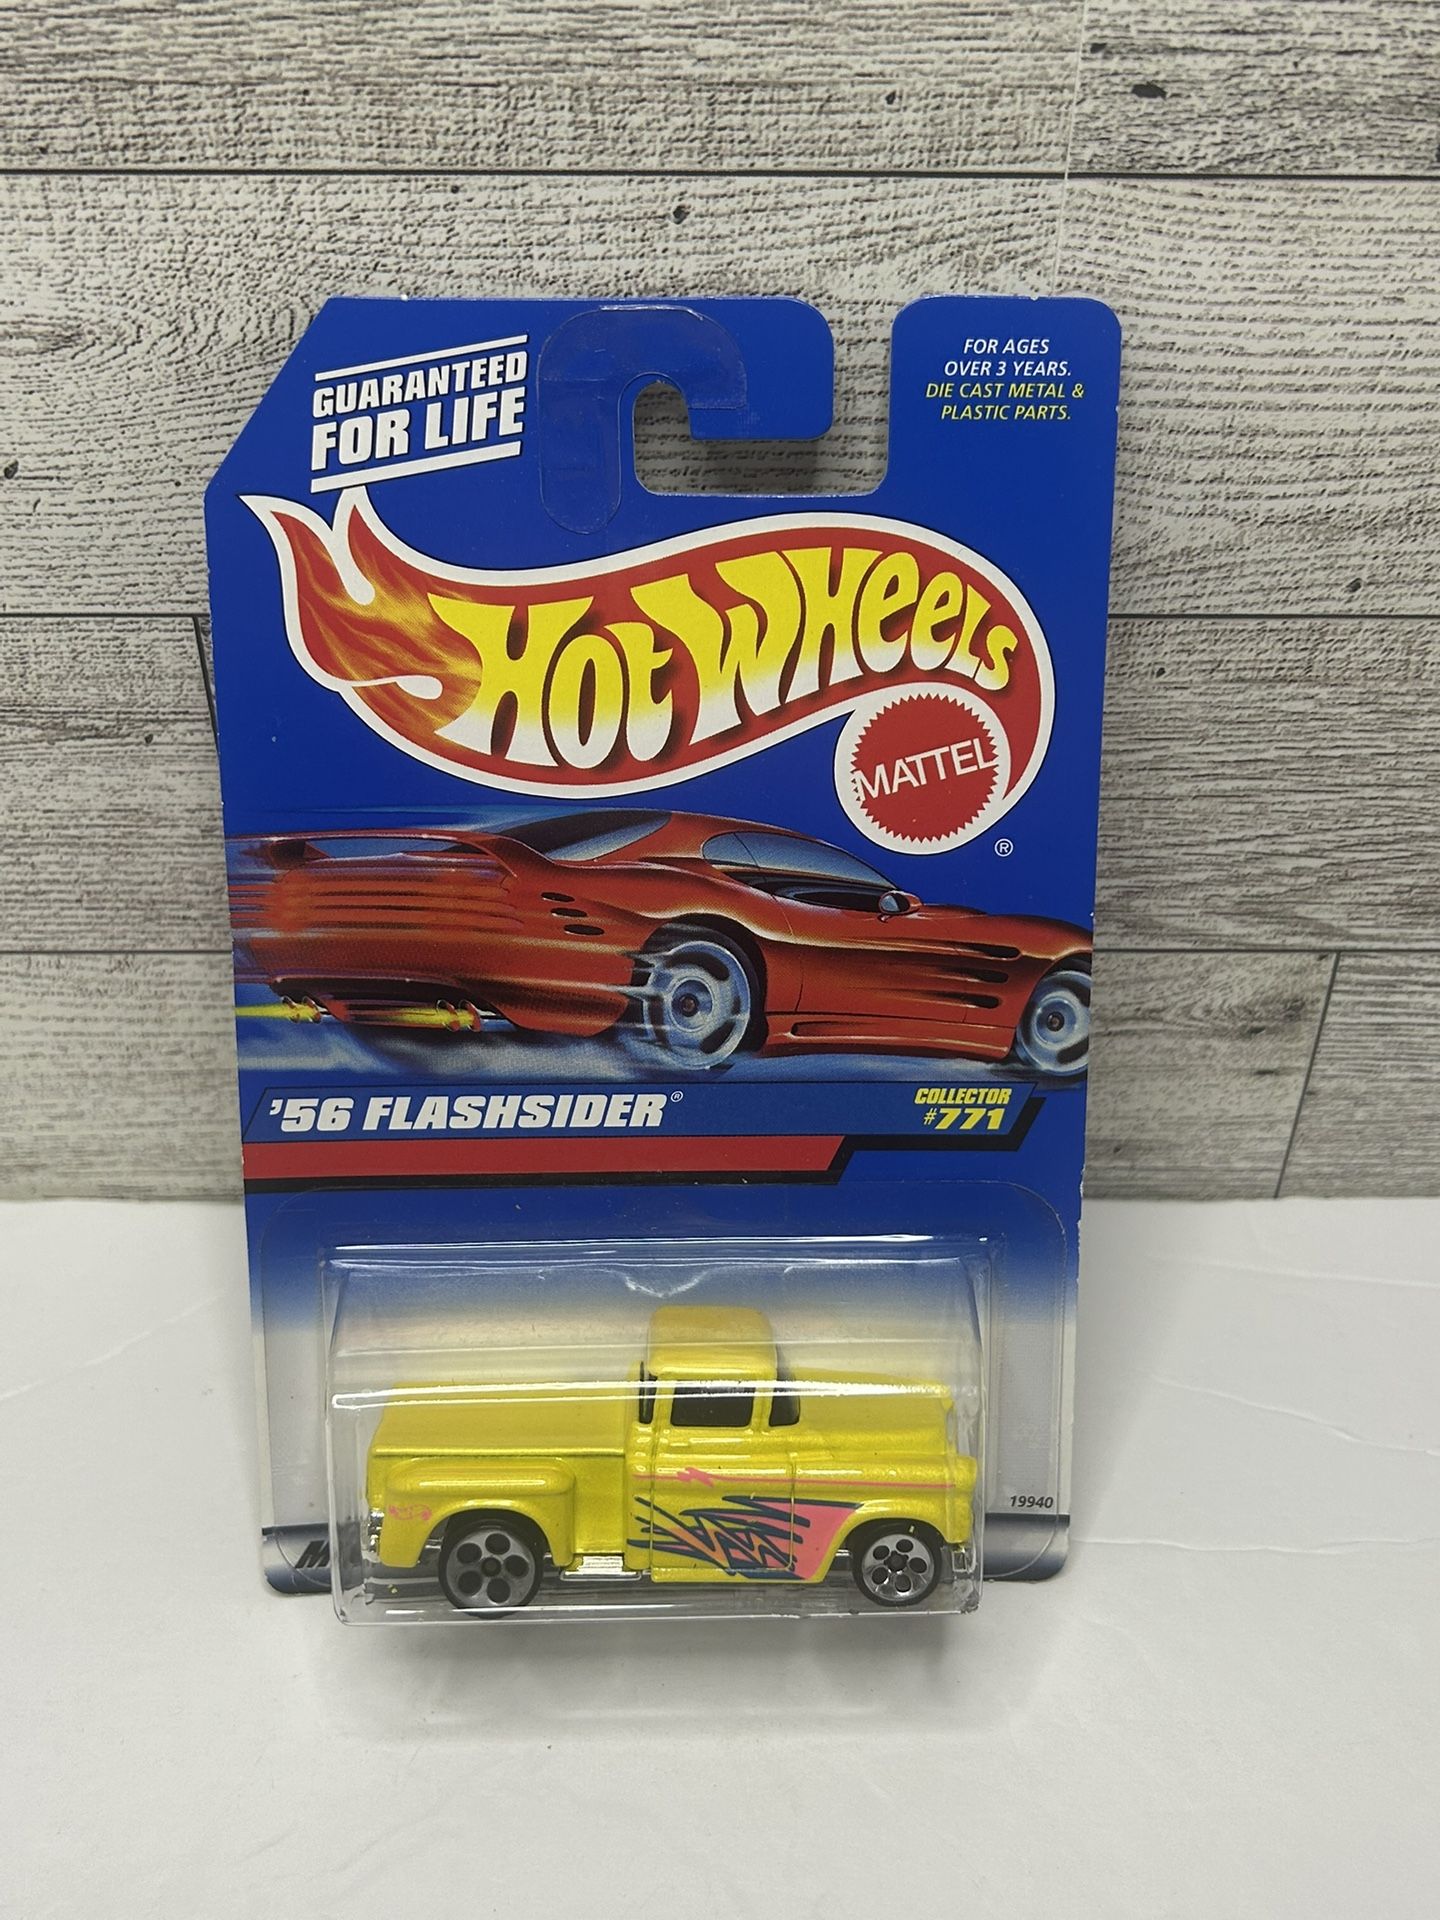 GUARANTEED
FOR LIFE
FOR AGES
OVER 3 YEARS.
DIE CAST METAL &
PLASTIC PARTS.
HOT WHEELS
MATTEL
®
'56 FLASHSIDER®
COLLECTOR
#771
19940